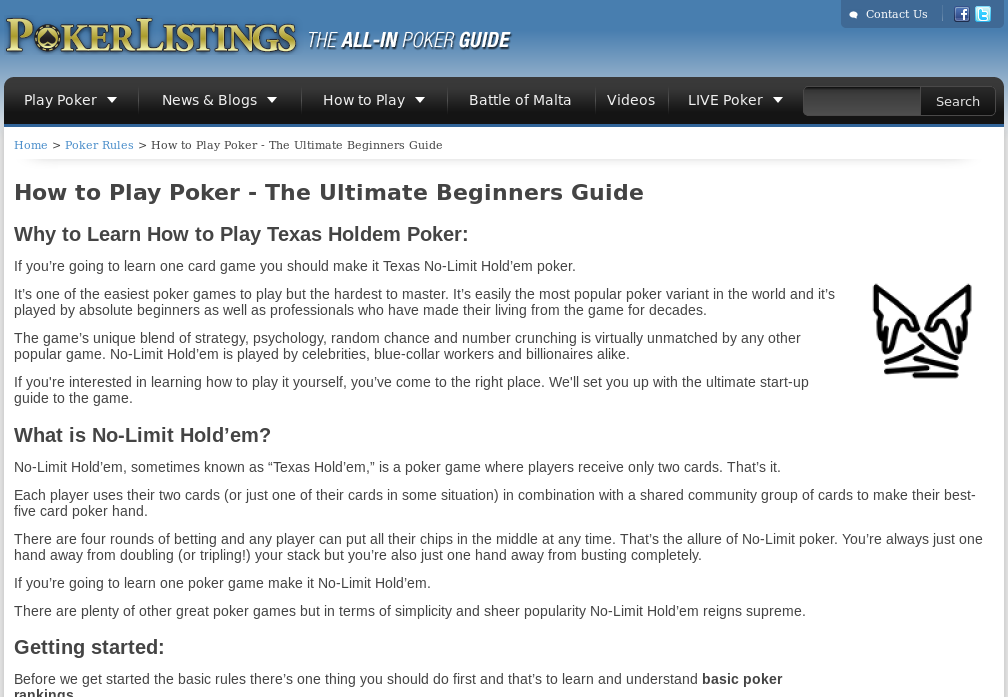 Contact Us
POKERLISTINGS THE ALL-IN POKER GUIDE
Play Poker News & Blogs How to Play Battle of Malta Videos LIVE Poker Search
Home > Poker Rules > How to Play Poker - The Ultimate Beginners Guide
How to Play Poker - The Ultimate Beginners Guide
Why to Learn How to Play Texas Holdem Poker:
If you’re going to learn one card game you should make it Texas No-Limit Hold’em poker.
It’s one of the easiest poker games to play but the hardest to master. It’s easily the most popular poker variant in the world and it’s
played by absolute beginners as well as professionals who have made their living from the game for decades.
The game’s unique blend of strategy, psychology, random chance and number crunching is virtually unmatched by any other
popular game. No-Limit Hold’em is played by celebrities, blue-collar workers and billionaires alike.
If you’re interested in learning how to play it yourself, you’ve come to the right place. We’ll set you up with the ultimate start-up
guide to the game.
What is No-Limit Hold’em?
No-Limit Hold’em, sometimes known as “Texas Hold’em,” is a poker game where players receive only two cards. That’s it.
Each player uses their two cards (or just one of their cards in some situation) in combination with a shared community group of cards to make their best-
five card poker hand.
There are four rounds of betting and any player can put all their chips in the middle at any time. That’s the allure of No-Limit poker. You’re always just one
hand away from doubling (or tripling!) your stack but you’re also just one hand away from busting completely.
If you’re going to learn one poker game make it No-Limit Hold’em.
There are plenty of other great poker games but in terms of simplicity and sheer popularity No-Limit Hold’em reigns supreme.
Getting started:
Before we get started the basic rules there’s one thing you should do first and that’s to learn and understand basic poker
rankings